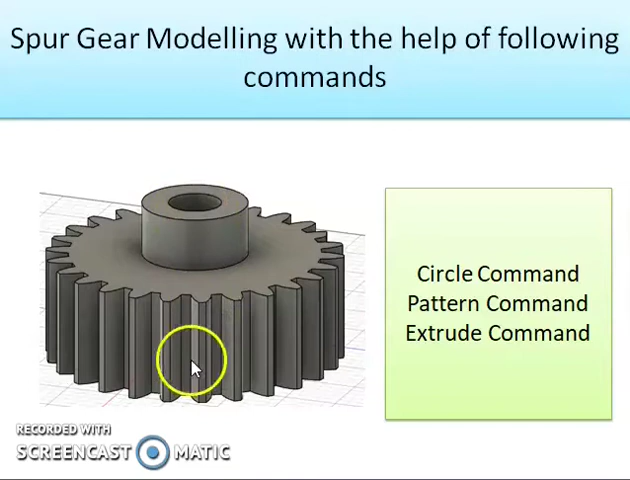 Spur Gear Modelling with the help of following
commands
Circle Command
Pattern Command
Extrude Command
RECORDED WITH
SCREENCAST MATIC